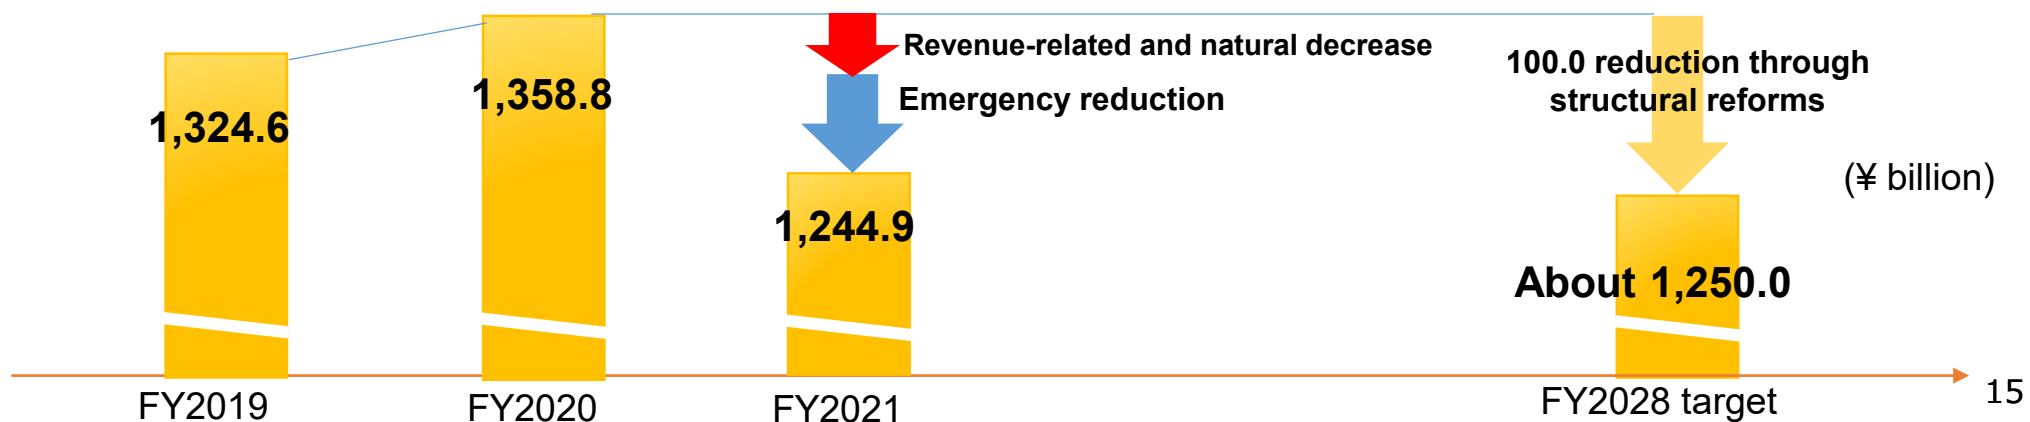 Revenue-related and natural decrease
100.0 reduction through
structural reforms
1,358.8
Emergency reduction
1,324.6
(¥ billion)
1,244.9
About 1,250.0
FY2019
FY2020
FY2021
FY2028 target
15